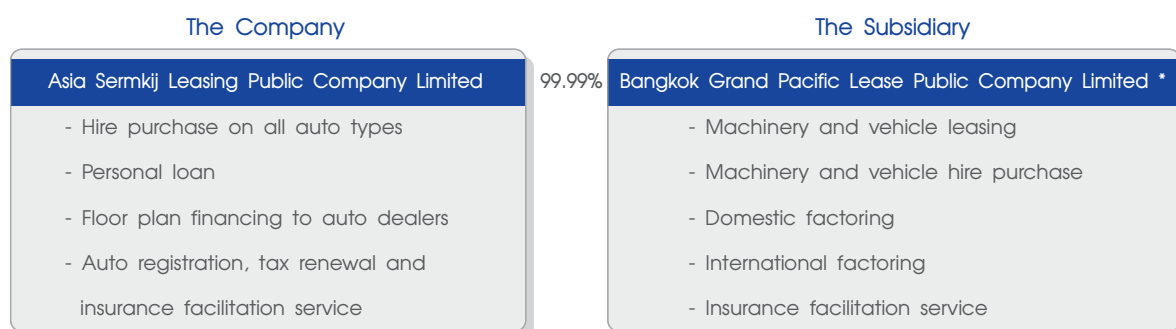 The Company
Asia Sermkij Leasing Public Company Limited
- Hire purchase on all auto types
- Personal loan
- Floor plan financing to auto dealers
- Auto registration, tax renewal and
insurance facilitation service
99.99%
The Subsidiary
Bangkok Grand Pacific Lease Public Company Limited *
- Machinery and vehicle leasing
- Machinery and vehicle hire purchase
- Domestic factoring
- International factoring
- Insurance facilitation service